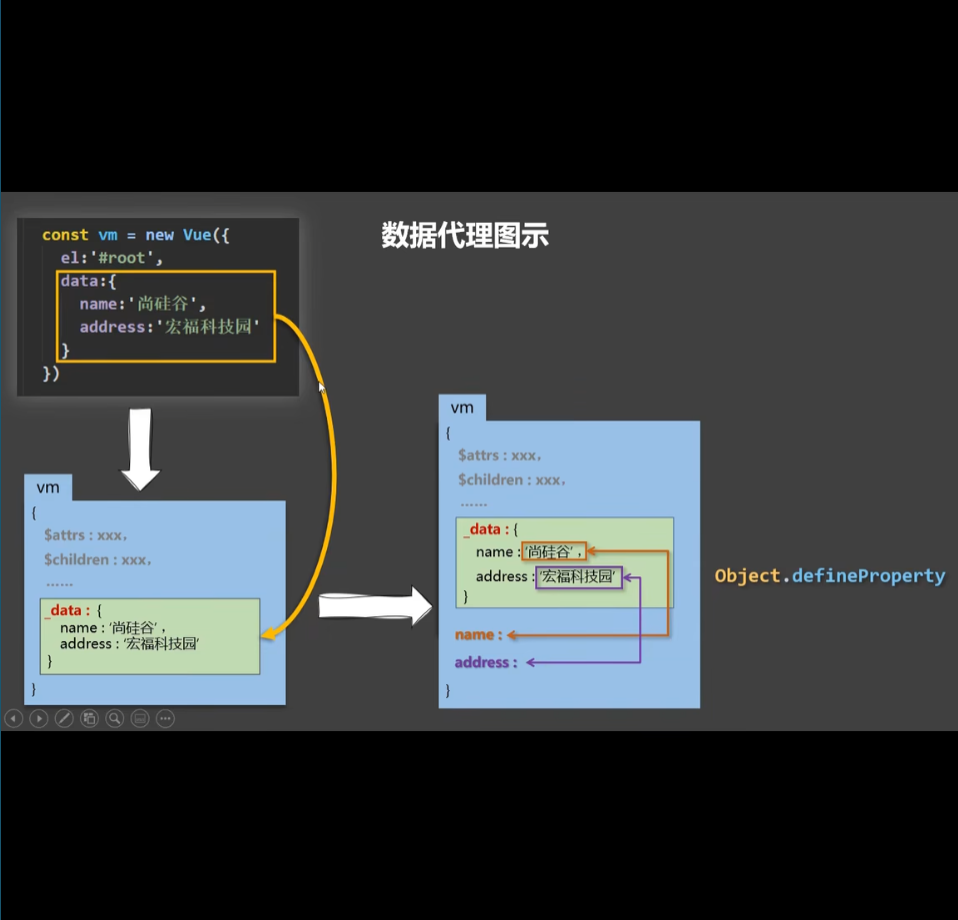 数据代理图示
const vm = new Vue({
el:'#root',
data:{
name:'尚硅谷',
address:'宏福科技园'
}
})
vm
{
$attrs : xxx,
$children : xxx,
......
_data : {
name : '尚硅谷' ,
address : '宏福科技园'
}
}
vm
{
$attrs : xxx,
$children : xxx,
......
_data : {
name : '尚硅谷' ,
address : '宏福科技园'
}
name :
address :
}
Object.defineProperty